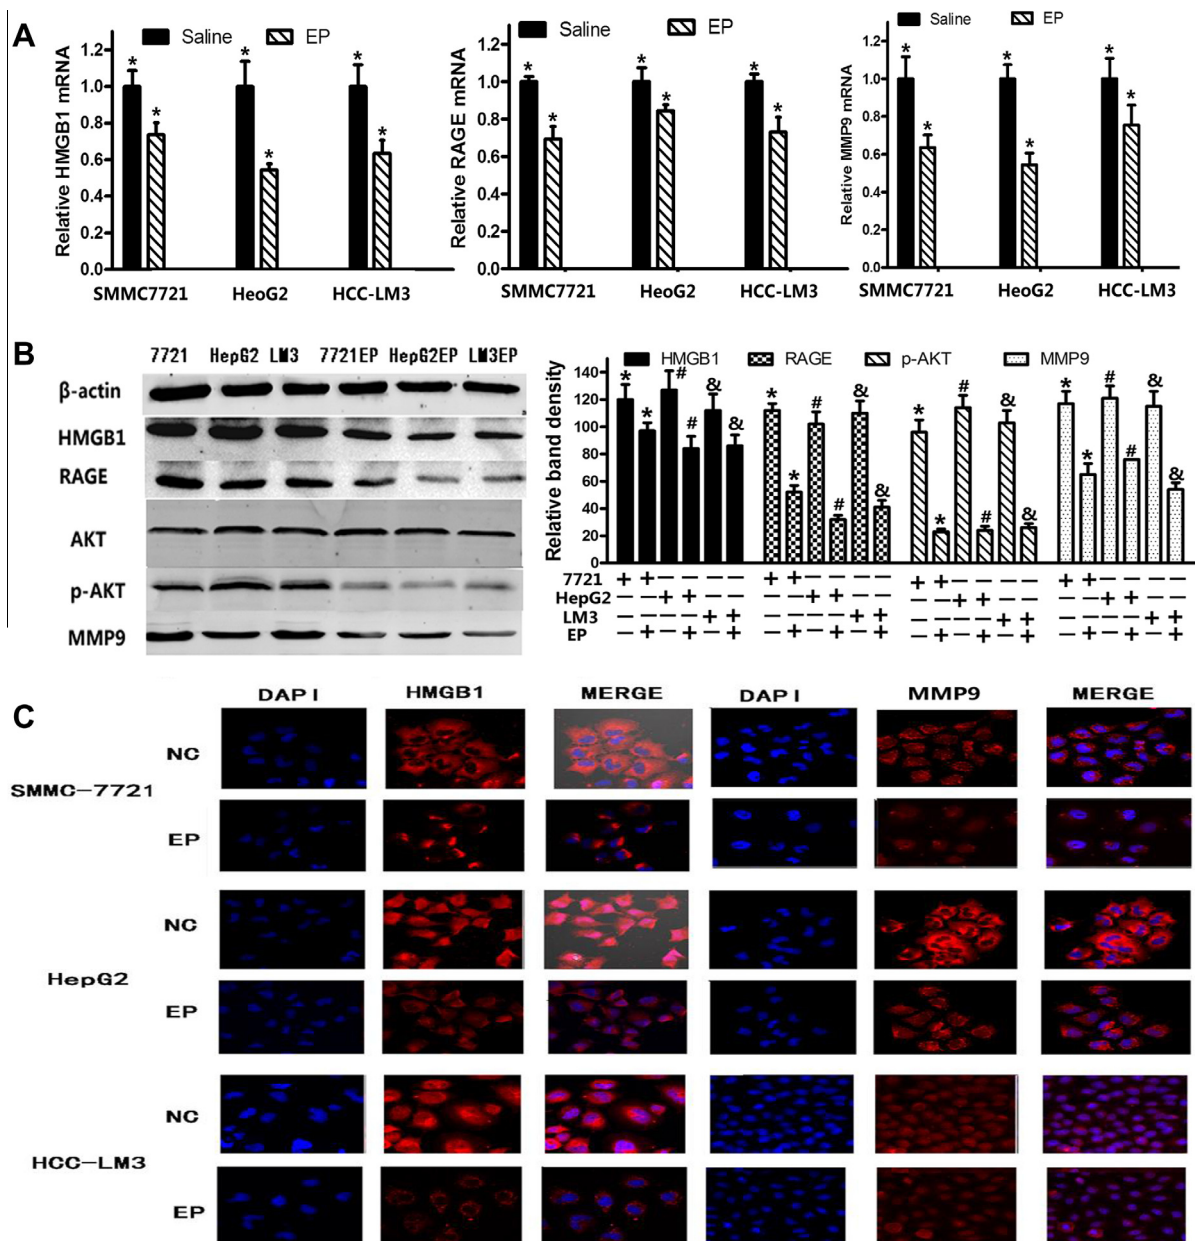 A
Saline EP
Relative HMGB1 mRNA
1.2
1.0
0.8
0.6
0.4
0.2
0.0
* * * * * *
SMMC7721 HeoG2 HCC-LM3
Saline EP
Relative RAGE mRNA
1.2
1.0
0.8
0.6
0.4
0.2
0.0
* * * * * *
SMMC7721 HeoG2 HCC-LM3
Saline EP
Relative MMP9 mRNA
1.2
1.0
0.8
0.6
0.4
0.2
0.0
* * * * * *
SMMC7721 HeoG2 HCC-LM3
B
7721 HepG2 LM3 7721EP HepG2EP LM3EP
β-actin
HMGB1
RAGE
AKT
p-AKT
MMP9
HMGB1 RAGE p-AKT MMP9
Relative band density
140
120
100
80
60
40
20
0
* * # # & & * * # # & & * * # # & & * * # # & &
7721 + + — — — — + + — — — — + + — — — — + + — — — —
HepG2 — — + + — — — — + + — — — — + + — — — — + + — —
LM3 — — — — + + — — — — + + — — — — + + — — — — + +
EP — + — + — + — + — + — + — + — + — + — + — + — +
C
DAPI HMGB1 MERGE DAPI MMP9 MERGE
NC
SMMC-7721
EP
NC
HepG2
EP
NC
HCC-LM3
EP